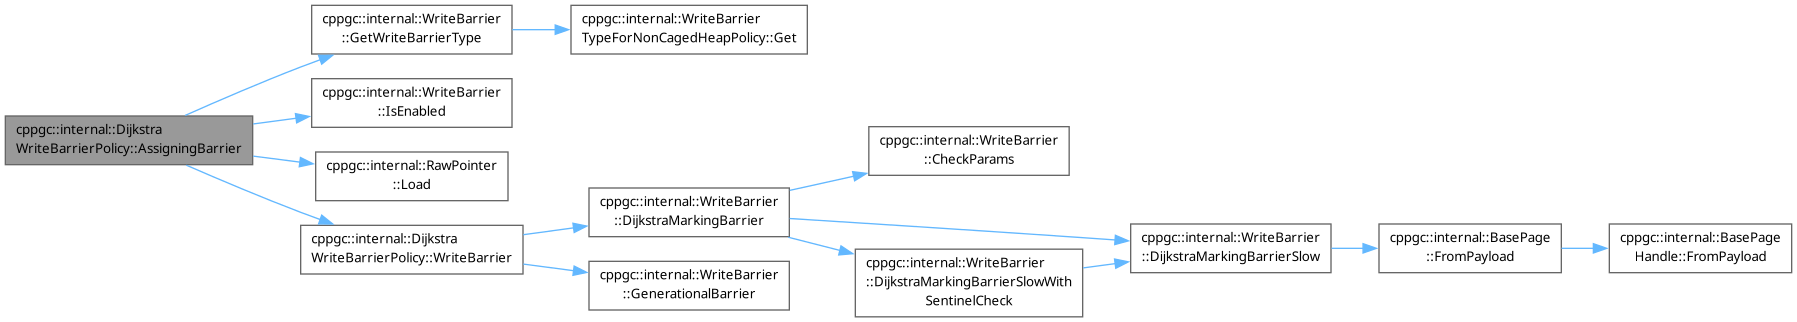 cppgc::internal::Dijkstra
WriteBarrierPolicy::AssigningBarrier
cppgc::internal::WriteBarrier
::GetWriteBarrierType
cppgc::internal::WriteBarrier
TypeForNonCagedHeapPolicy::Get
cppgc::internal::WriteBarrier
::IsEnabled
cppgc::internal::RawPointer
::Load
cppgc::internal::Dijkstra
WriteBarrierPolicy::WriteBarrier
cppgc::internal::WriteBarrier
::DijkstraMarkingBarrier
cppgc::internal::WriteBarrier
::GenerationalBarrier
cppgc::internal::WriteBarrier
::CheckParams
cppgc::internal::WriteBarrier
::DijkstraMarkingBarrierSlowWith
SentinelCheck
cppgc::internal::WriteBarrier
::DijkstraMarkingBarrierSlow
cppgc::internal::BasePage
::FromPayload
cppgc::internal::BasePage
Handle::FromPayload